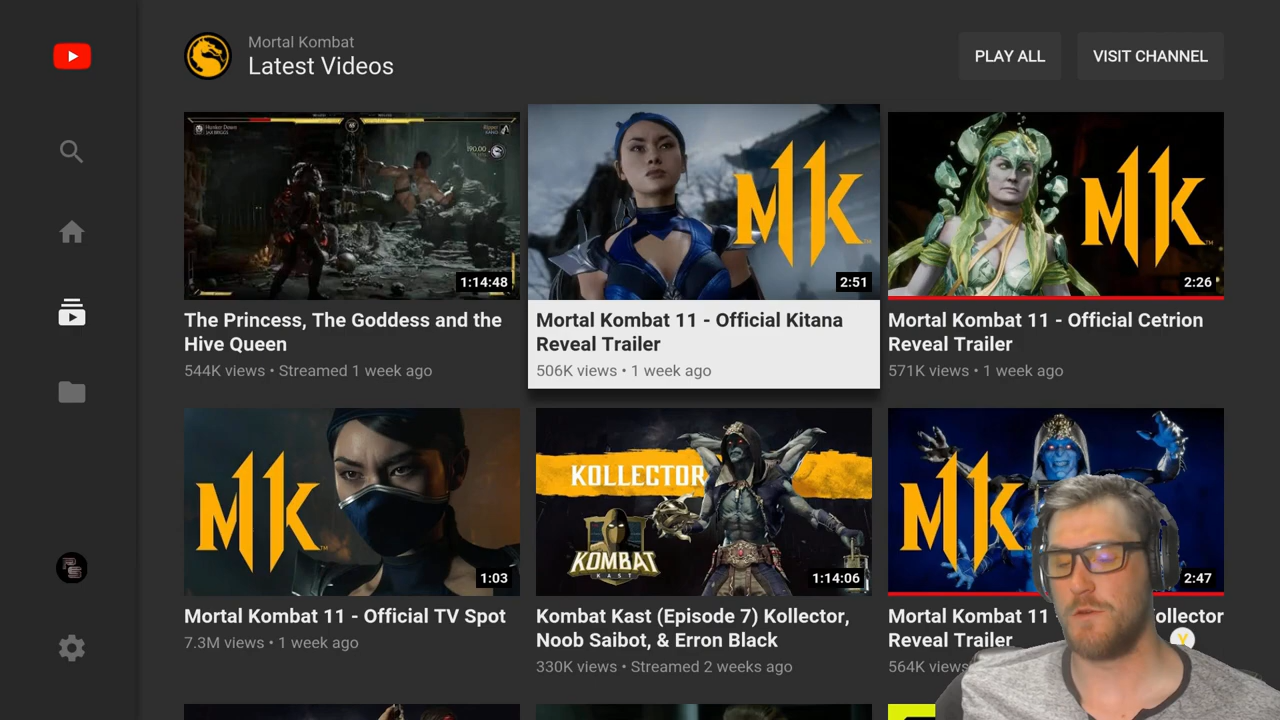 Mortal Kombat
Latest Videos
PLAY ALL
VISIT CHANNEL
1:14:48
MK
2:51
MK
2:26
The Princess, The Goddess and the
Hive Queen
544K views • Streamed 1 week ago
Mortal Kombat 11 - Official Kitana
Reveal Trailer
506K views • 1 week ago
Mortal Kombat 11 - Official Cetrion
Reveal Trailer
571K views • 1 week ago
MK
1:03
KOLLECTOR
KOMBAT
KAST
1:14:06
MK
2:47
Mortal Kombat 11 - Official TV Spot
7.3M views • 1 week ago
Kombat Kast (Episode 7) Kollector,
Noob Saibot, & Erron Black
330K views • Streamed 2 weeks ago
Mortal Kombat 11 ollector
Reveal Trailer
Y
564K views